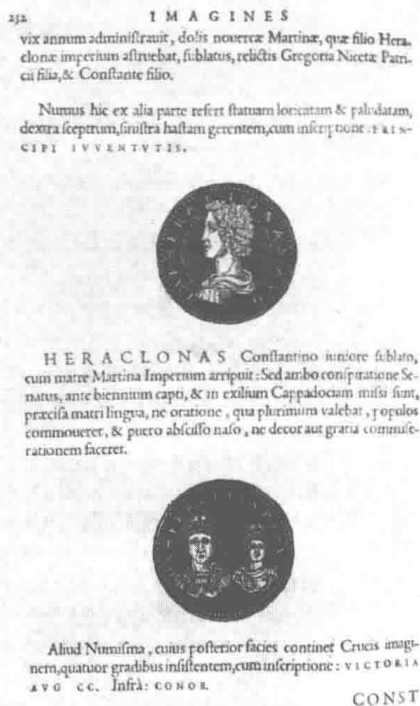 232 IMAGINES
vix annum adminiſtrauit, dolis nouercæ Martinæ, quæ filio Hera-
clonæ imperium aſtruebat, ſublatus, relictis Gregoria Nicetæ Patri-
cii filia, & Conſtante filio.
Numus hic ex alia parte refert ſtatuam loricatam & paludatam,
dextra ſceptrum, ſiniſtra haſtam gerentem, cum inſcriptione: PRIN-
CIPI IVVENTVTIS.
HERACLONAS Conſtantino iuniore ſublato,
cum matre Martina Imperium arripuit: Sed ambo conſpiratione Se-
natus, ante biennium capti, & in exilium Cappadociam miſſi ſunt,
præciſa matri lingua, ne oratione, qua plurimum valebat, populos
commoueret, & puero abſciſſo naſo, ne decor aut gratia commiſe-
rationem faceret.
Aliud Numiſma, cuius poſterior facies continet Crucis imagi-
nem, quatuor gradibus inſiſtentem, cum inſcriptione: VICTORIA
AVG CC. Infrà: CONOB.
CONST